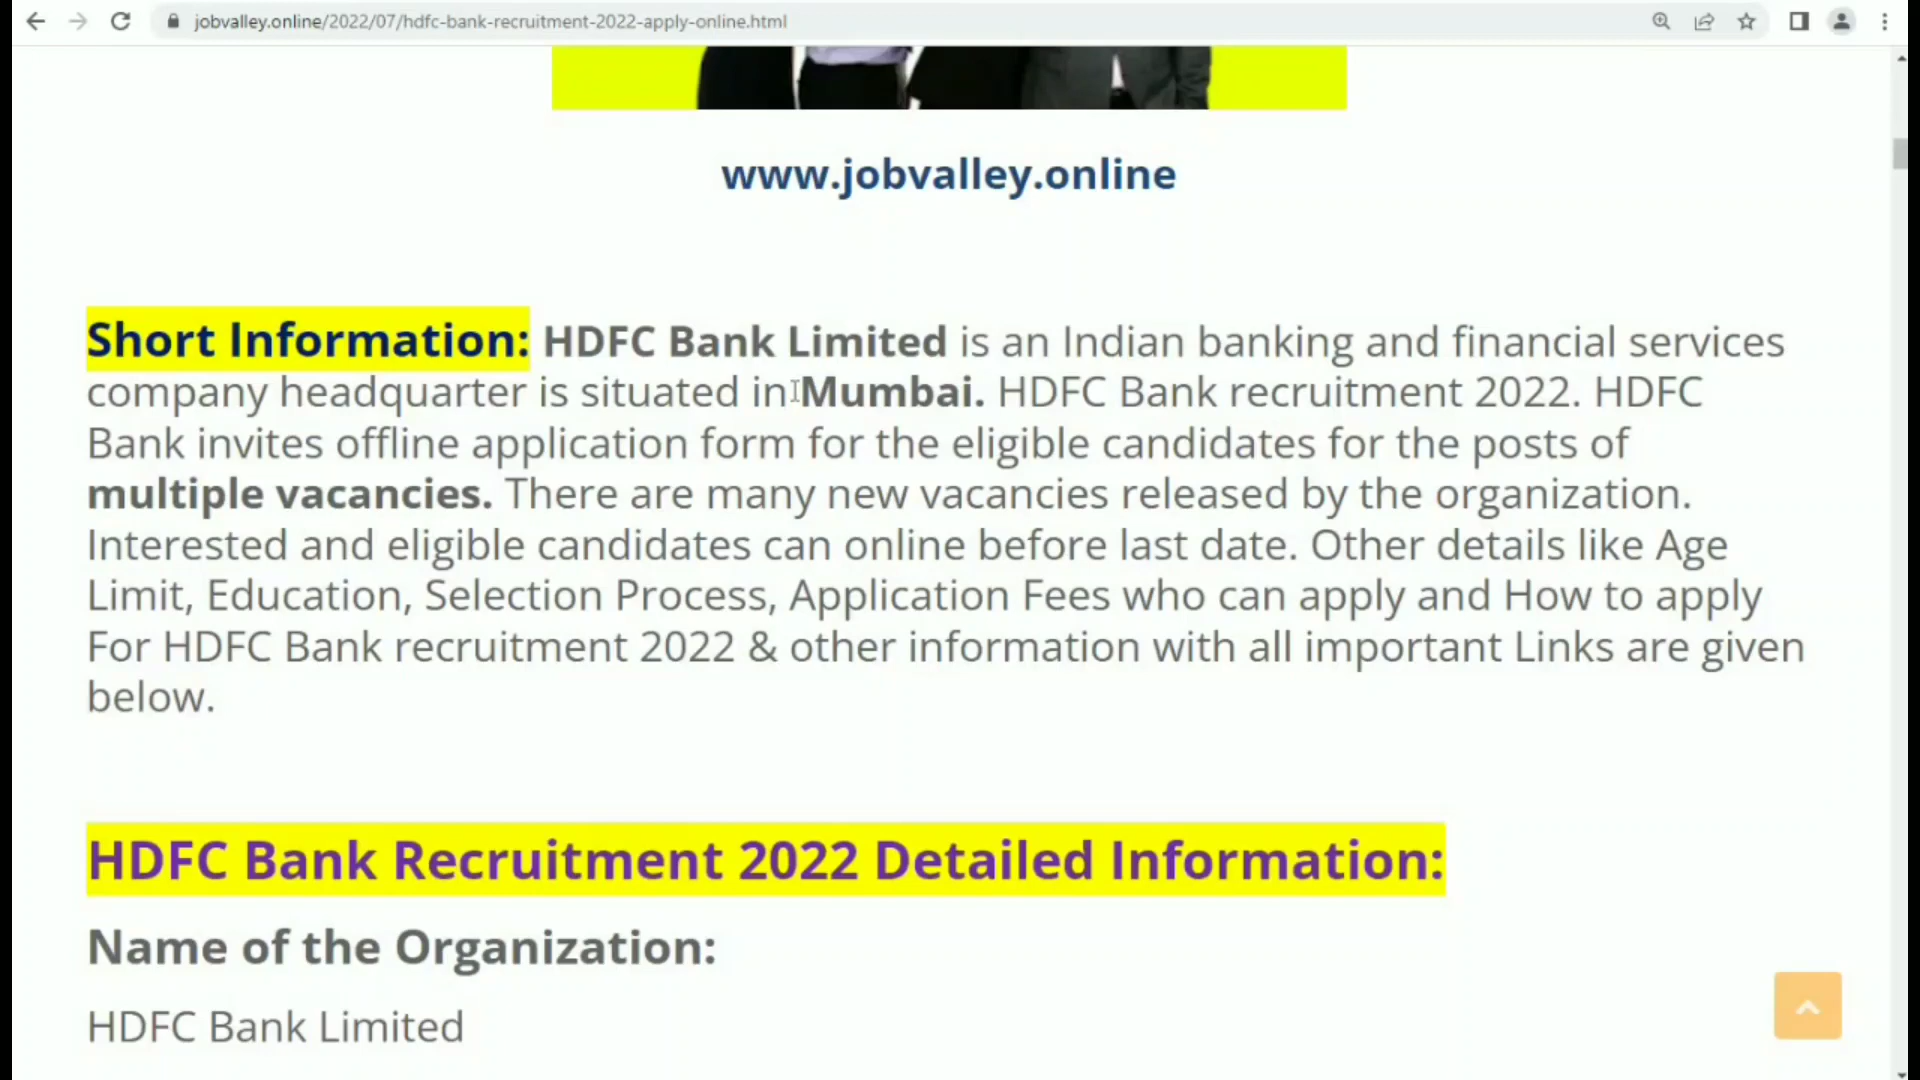 jobvalley.online/2022/07/hdfc-bank-recruitment-2022-apply-online.html
www.jobvalley.online
Short Information: HDFC Bank Limited is an Indian banking and financial services
company headquarter is situated in Mumbai. HDFC Bank recruitment 2022. HDFC
Bank invites offline application form for the eligible candidates for the posts of
multiple vacancies. There are many new vacancies released by the organization.
Interested and eligible candidates can online before last date. Other details like Age
Limit, Education, Selection Process, Application Fees who can apply and How to apply
For HDFC Bank recruitment 2022 & other information with all important Links are given
below.
HDFC Bank Recruitment 2022 Detailed Information:
Name of the Organization:
HDFC Bank Limited